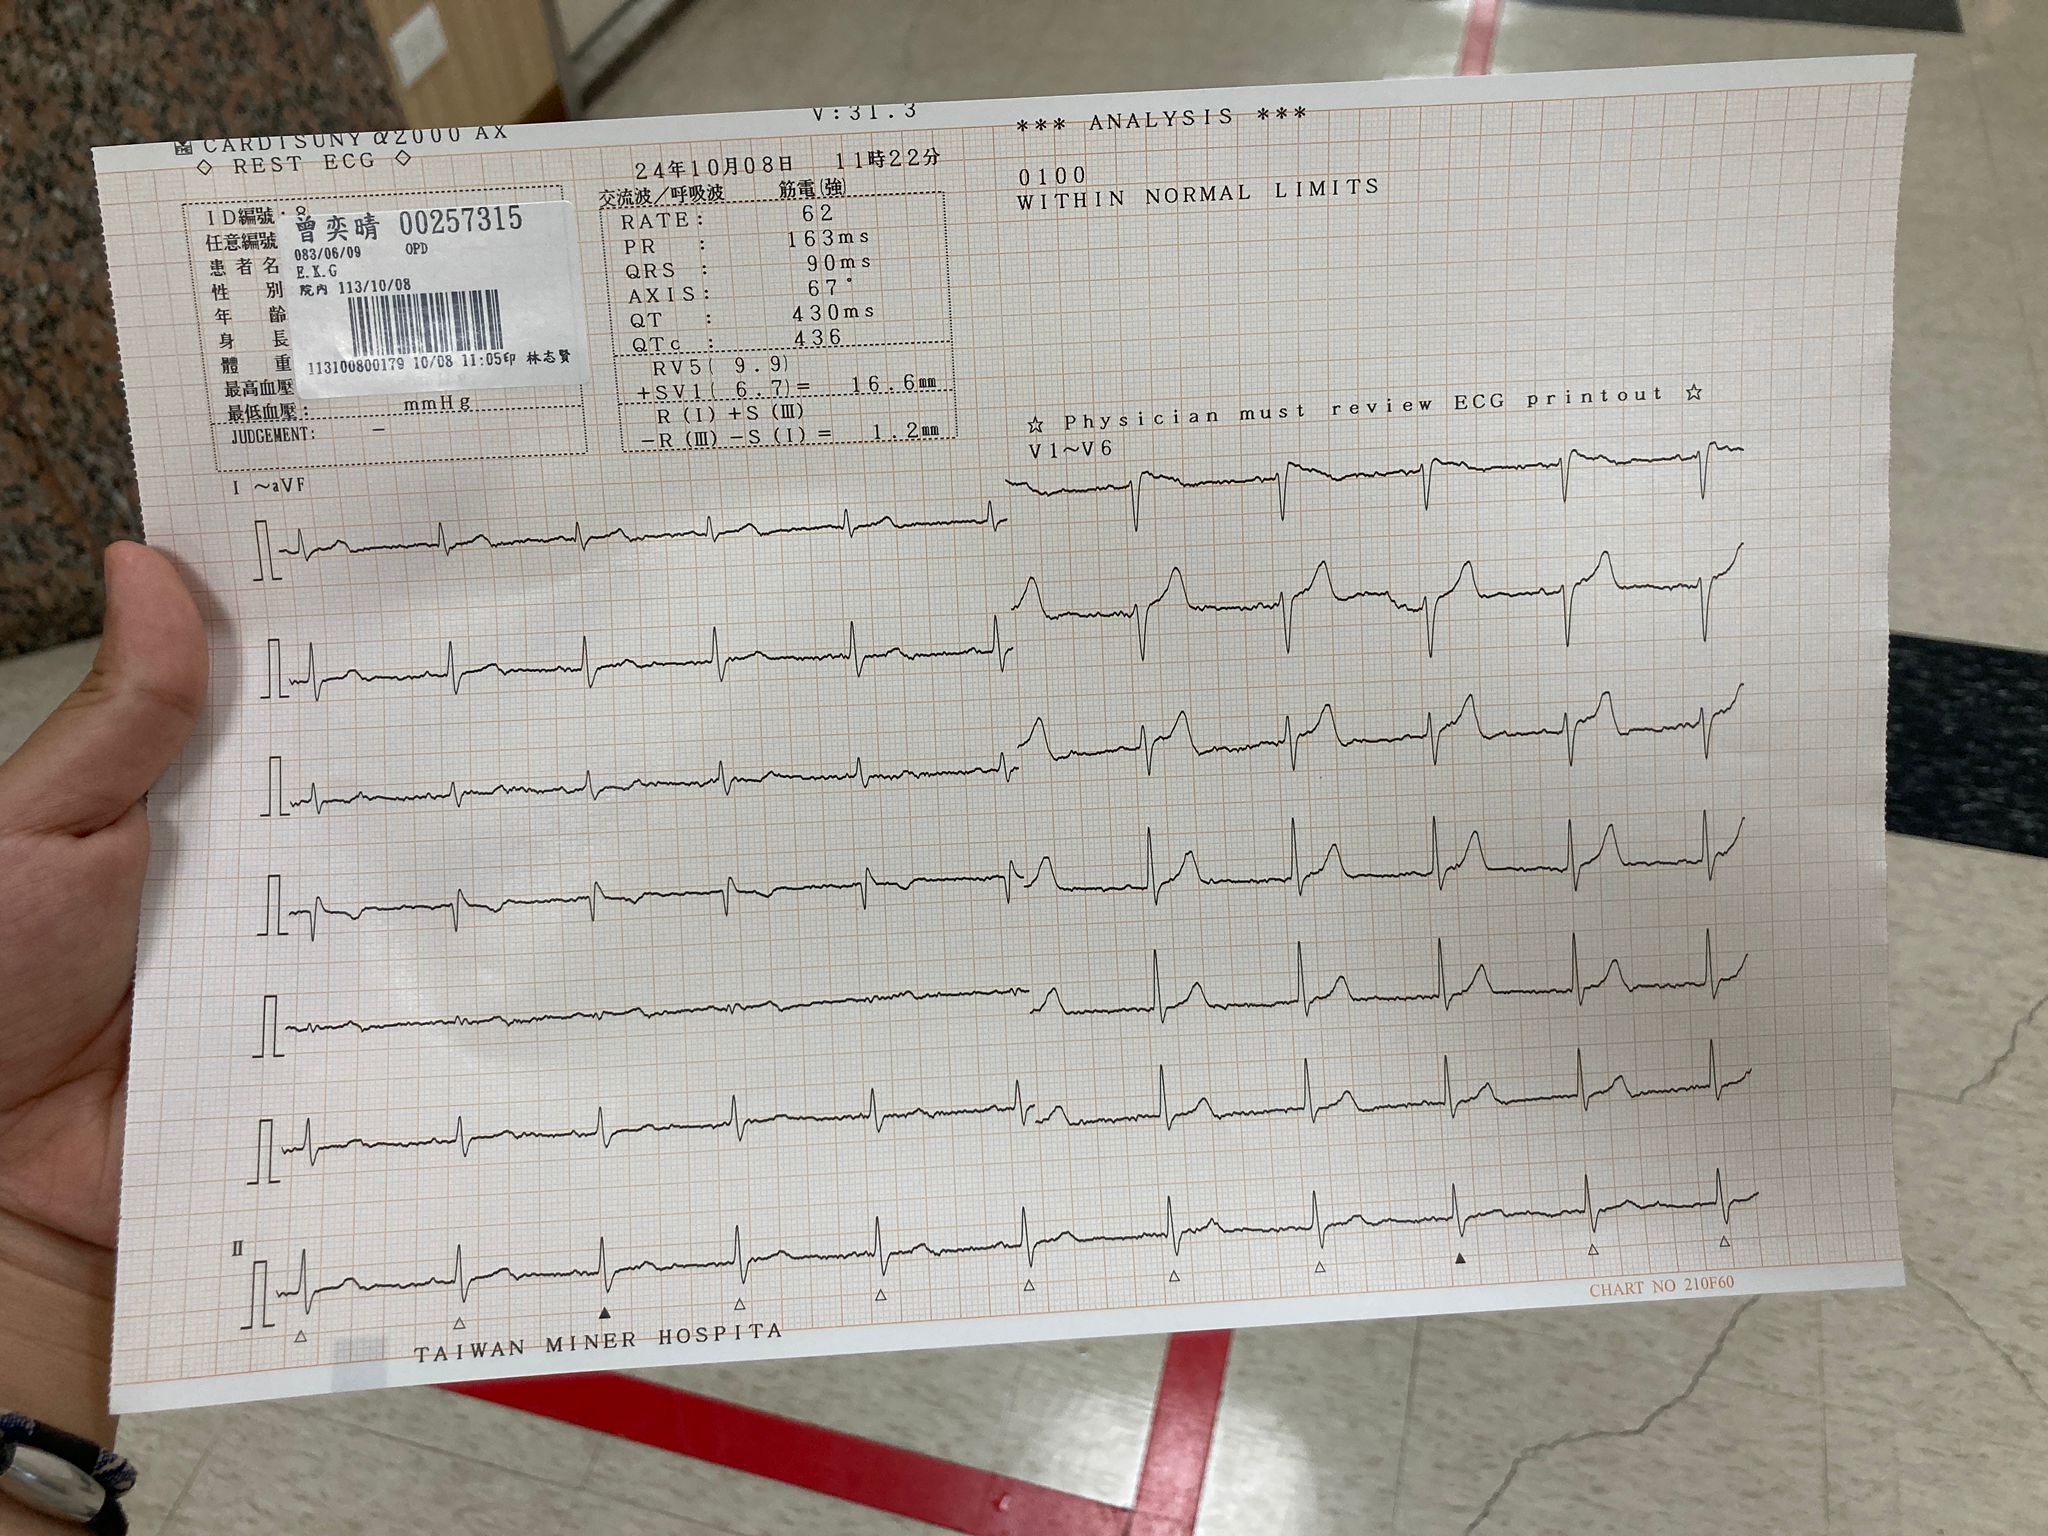 CARDISUNY α2000 AX
◇ REST ECG ◇
V:31.3
*** ANALYSIS ***
24年10月08日 11時22分
0100
WITHIN NORMAL LIMITS
ID編號:
任意編號
患者名
性 別
年 齡
身 長
體 重
最高血壓
最低血壓: mmHg
JUDGEMENT: −
曾奕晴 00257315
083/06/09 OPD
E.K.G
院內 113/10/08
113100800179 10/08 11:05印 林志賢
交流波/呼吸波 筋電(強)
RATE: 62
PR : 163ms
QRS : 90ms
AXIS: 67°
QT : 430ms
QTc : 436
RV5( 9.9)
+SV1( 6.7)= 16.6mm
R(I)+S(Ⅲ)
−R(Ⅲ)−S(I)= 1.2mm
☆ Physician must review ECG printout ☆
V1~V6
I ~aVF
Ⅱ
CHART NO 210F60
TAIWAN MINER HOSPITA